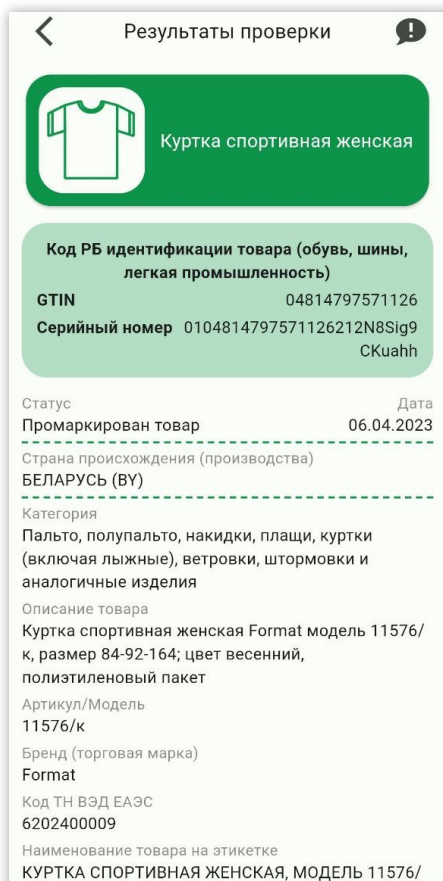 Результаты проверки
Куртка спортивная женская
Код РБ идентификации товара (обувь, шины,
легкая промышленность)
GTIN 04814797571126
Серийный номер 0104814797571126212N8Sig9
CKuahh
Статус Дата
Промаркирован товар 06.04.2023
Страна происхождения (производства)
БЕЛАРУСЬ (BY)
Категория
Пальто, полупальто, накидки, плащи, куртки
(включая лыжные), ветровки, штормовки и
аналогичные изделия
Описание товара
Куртка спортивная женская Format модель 11576/
к, размер 84-92-164; цвет весенний,
полиэтиленовый пакет
Артикул/Модель
11576/к
Бренд (торговая марка)
Format
Код ТН ВЭД ЕАЭС
6202400009
Наименование товара на этикетке
КУРТКА СПОРТИВНАЯ ЖЕНСКАЯ, МОДЕЛЬ 11576/